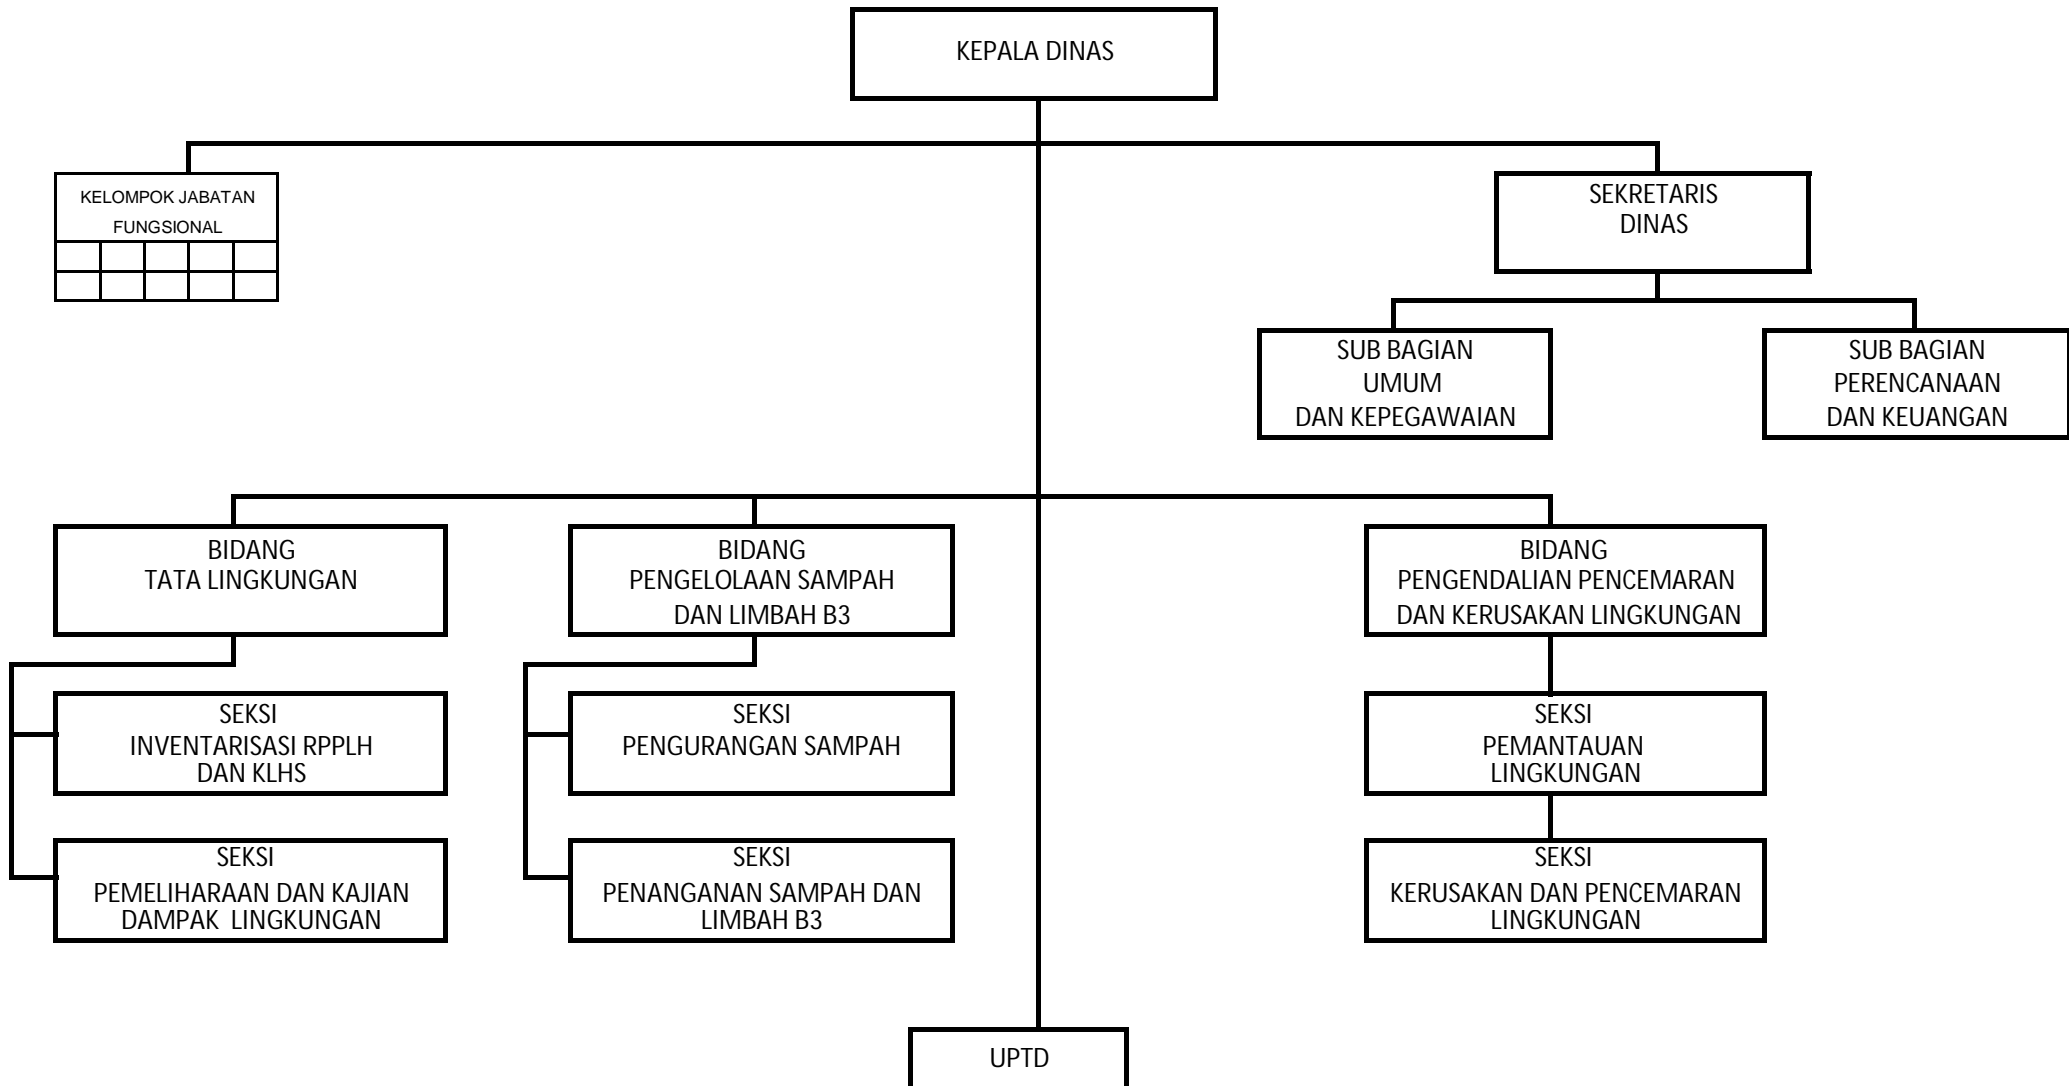 KEPALA DINAS
KELOMPOK JABATAN
FUNGSIONAL
SEKRETARIS
DINAS
SUB BAGIAN
UMUM
DAN KEPEGAWAIAN
SUB BAGIAN
PERENCANAAN
DAN KEUANGAN
BIDANG
TATA LINGKUNGAN
BIDANG
PENGELOLAAN SAMPAH
DAN LIMBAH B3
BIDANG
PENGENDALIAN PENCEMARAN
DAN KERUSAKAN LINGKUNGAN
SEKSI
INVENTARISASI RPPLH
DAN KLHS
SEKSI
PENGURANGAN SAMPAH
SEKSI
PEMANTAUAN
LINGKUNGAN
SEKSI
PEMELIHARAAN DAN KAJIAN
DAMPAK LINGKUNGAN
SEKSI
PENANGANAN SAMPAH DAN
LIMBAH B3
SEKSI
KERUSAKAN DAN PENCEMARAN
LINGKUNGAN
UPTD